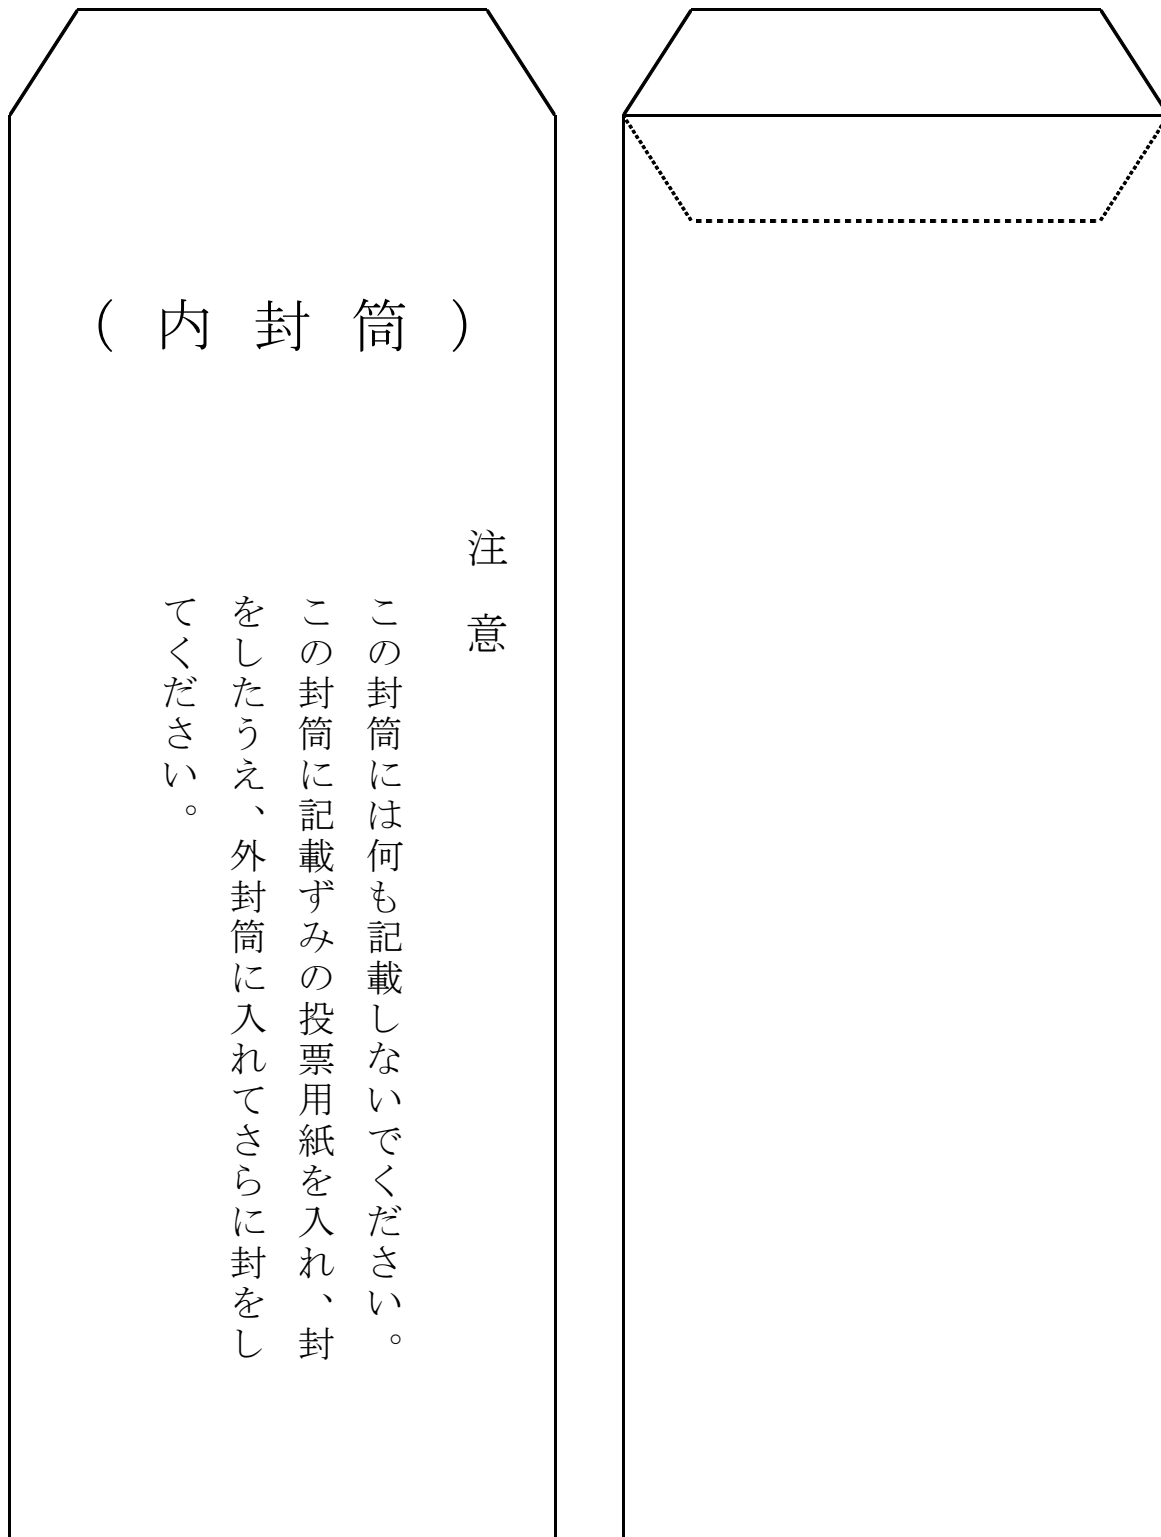 （内封筒）
注意
この封筒には何も記載しないでください。
この封筒に記載ずみの投票用紙を入れ、封
をしたうえ、外封筒に入れてさらに封をし
てください。